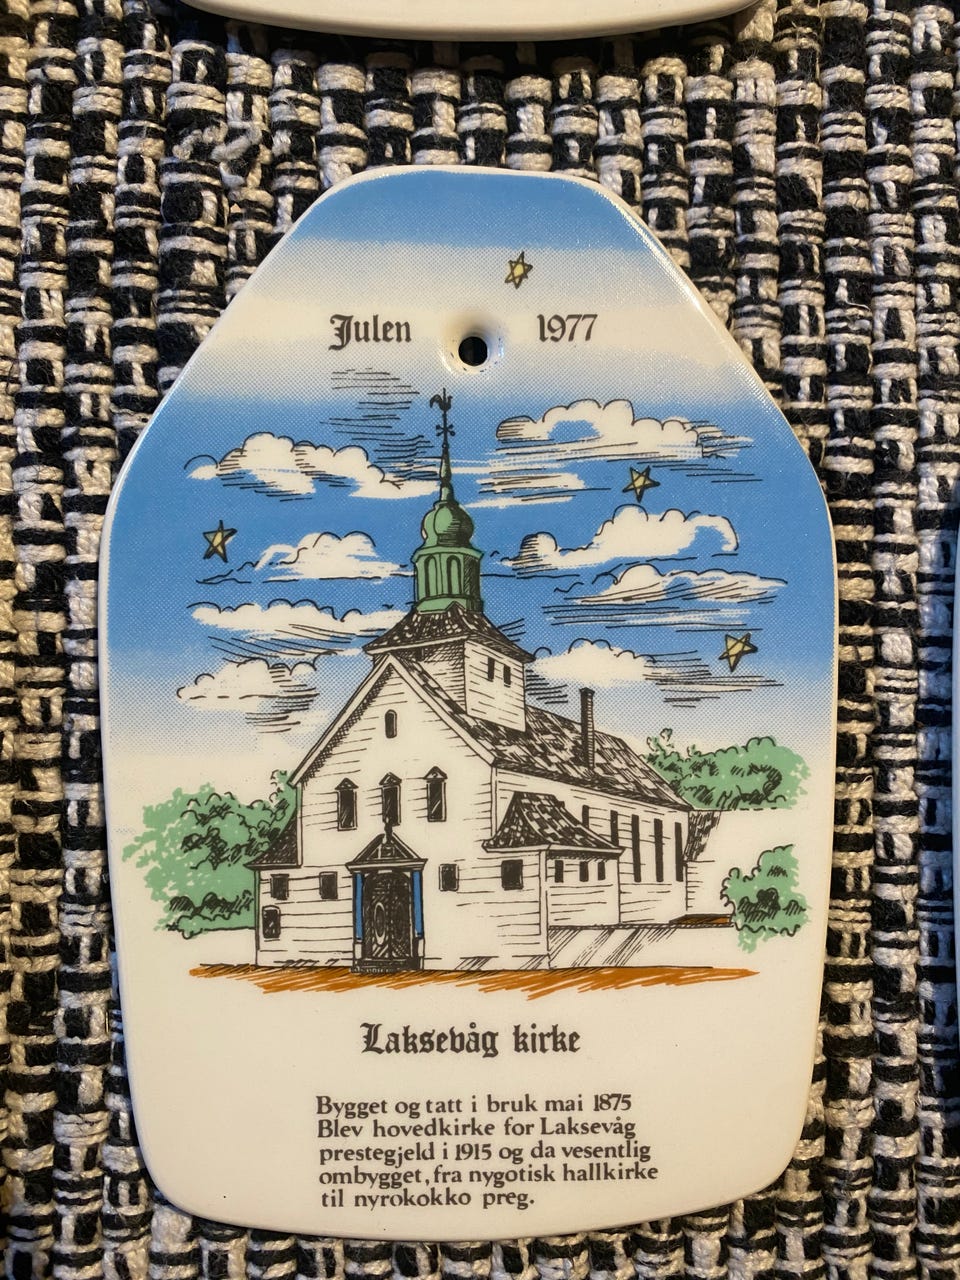 Julen 1977
Laksevåg kirke
Bygget og tatt i bruk mai 1875
Blev hovedkirke for Laksevåg
prestegjeld i 1915 og da vesentlig
ombygget, fra nygotisk hallkirke
til nyrokokko preg.